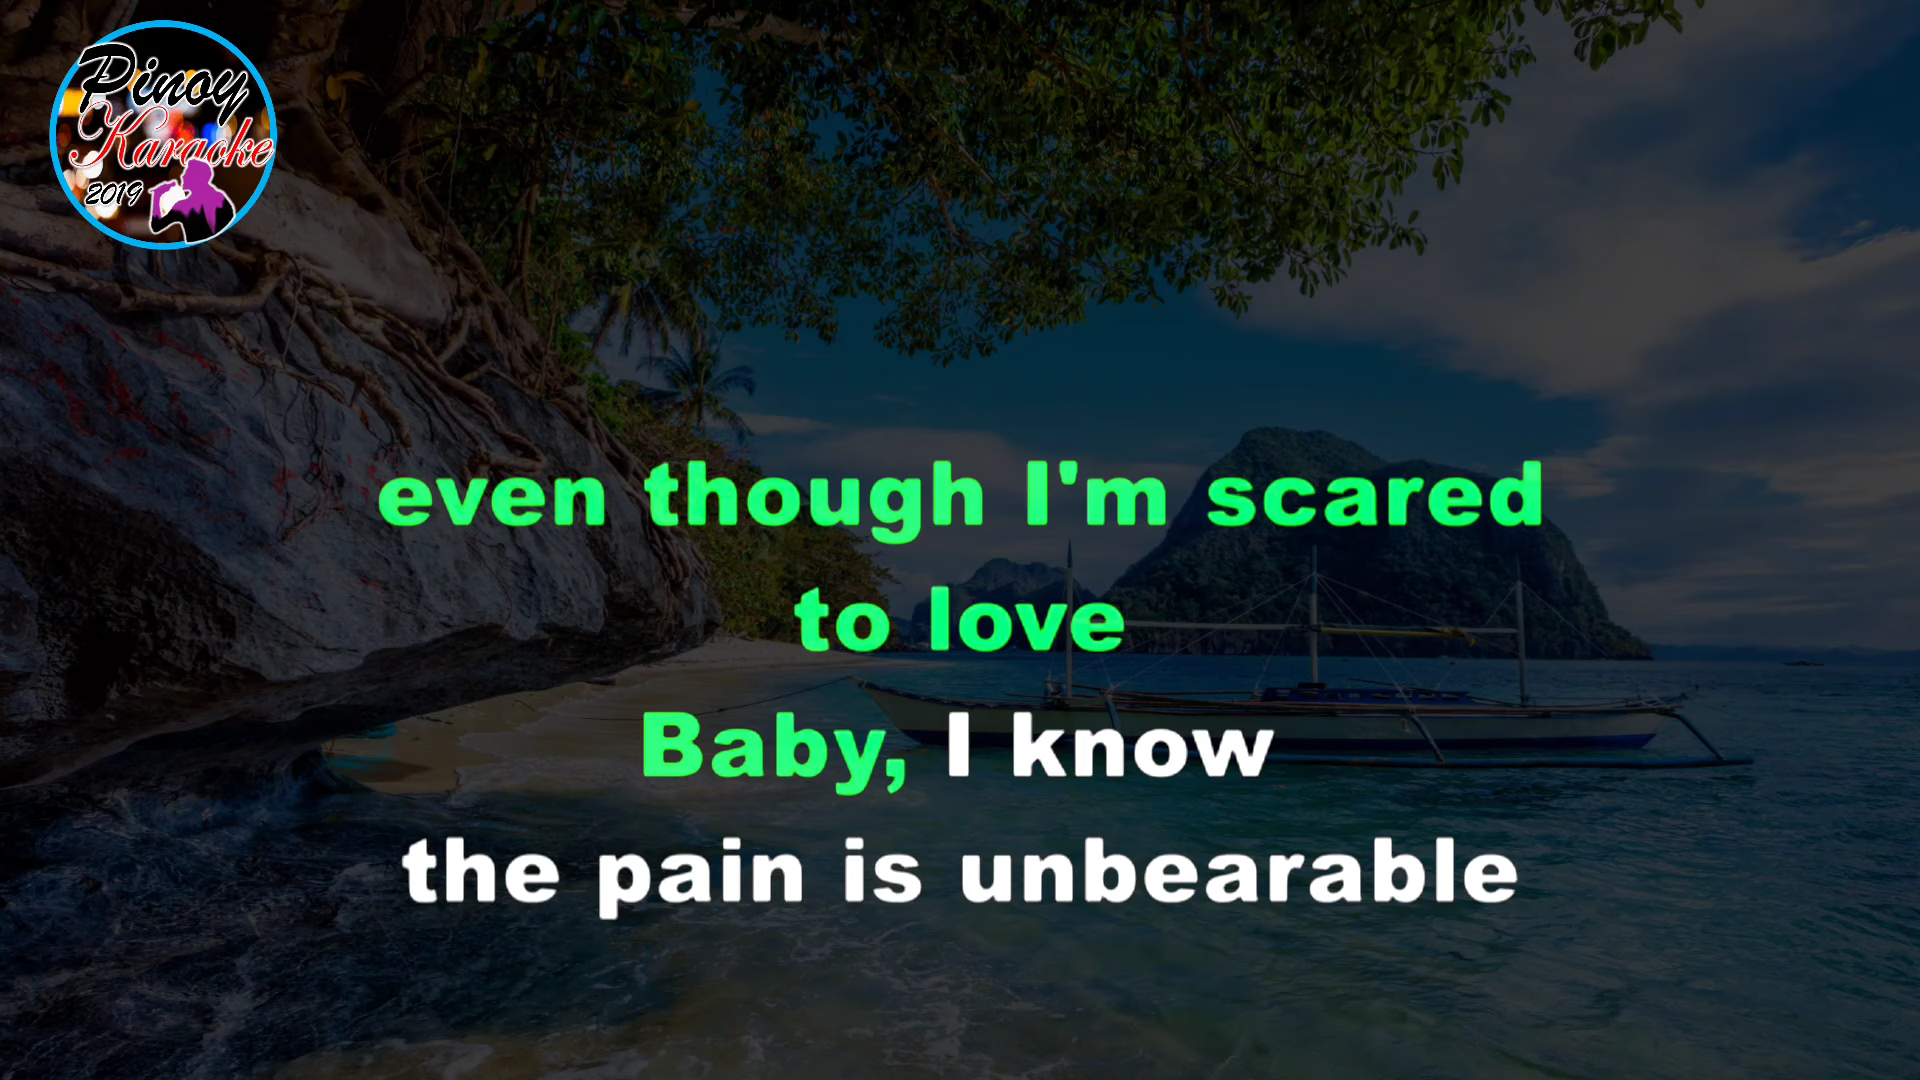 Pinoy
Karaoke
2019
even though I'm scared
to love
Baby, I know
the pain is unbearable